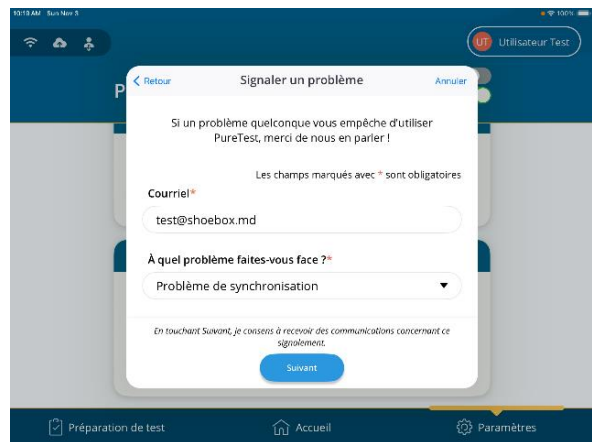 10:13 AM Sun Nov 3
100%
UT Utilisateur Test
P
Retour
Signaler un problème
Annuler
Si un problème quelconque vous empêche d'utiliser
PureTest, merci de nous en parler !
Les champs marqués avec * sont obligatoires
Courriel*
test@shoebox.md
À quel problème faites-vous face ?*
Problème de synchronisation
En touchant Suivant, je consens à recevoir des communications concernant ce
signalement.
Suivant
Préparation de test
Accueil
Paramètres